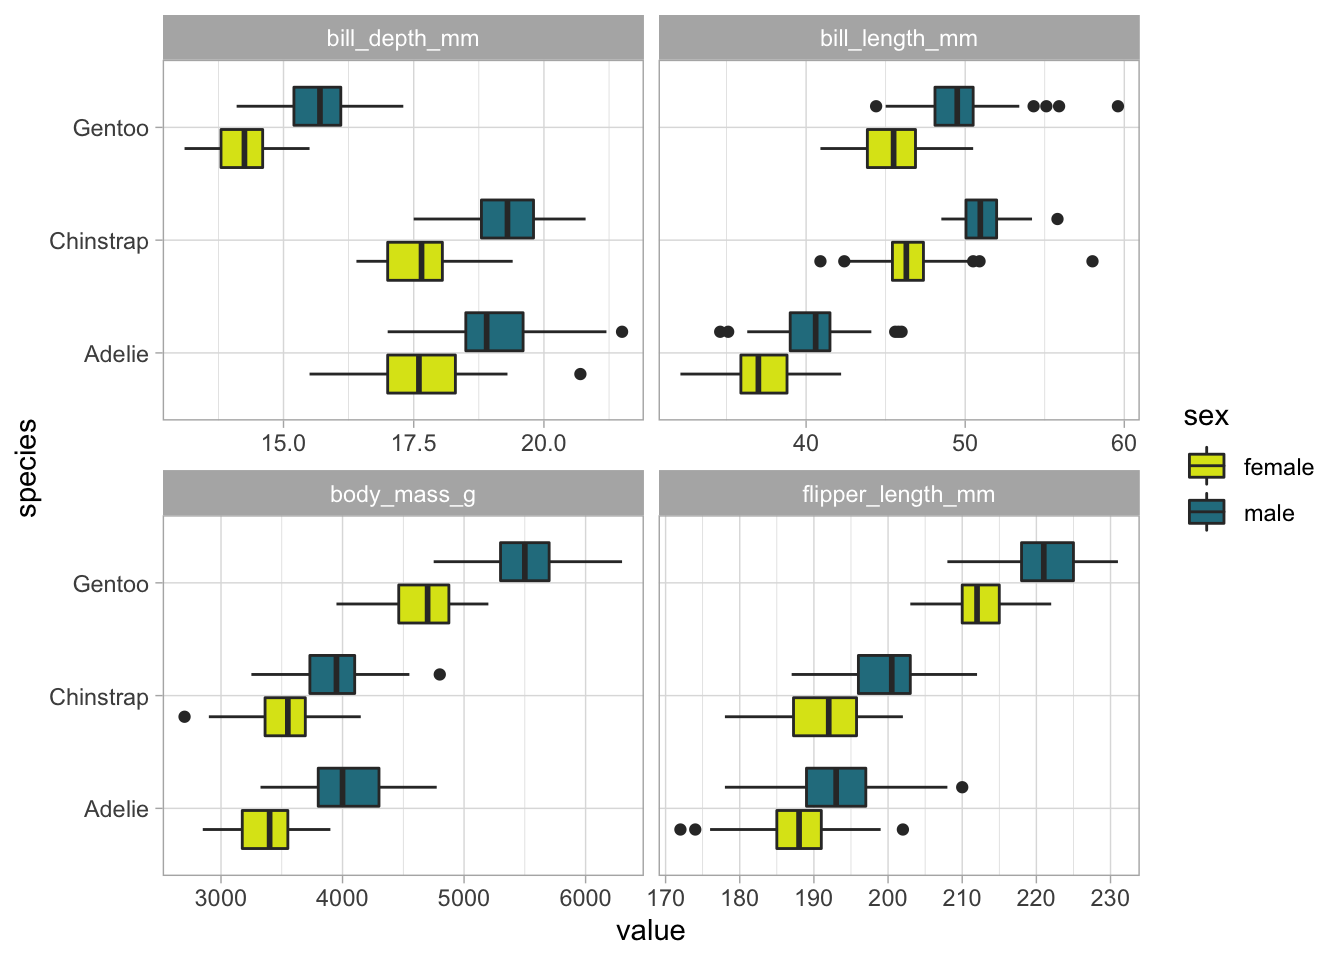 bill_depth_mm
bill_length_mm
Gentoo
Chinstrap
Adelie
15.0 17.5 20.0
40 50 60
species
body_mass_g
flipper_length_mm
Gentoo
Chinstrap
Adelie
3000 4000 5000 6000
170 180 190 200 210 220 230
value
sex
female
male